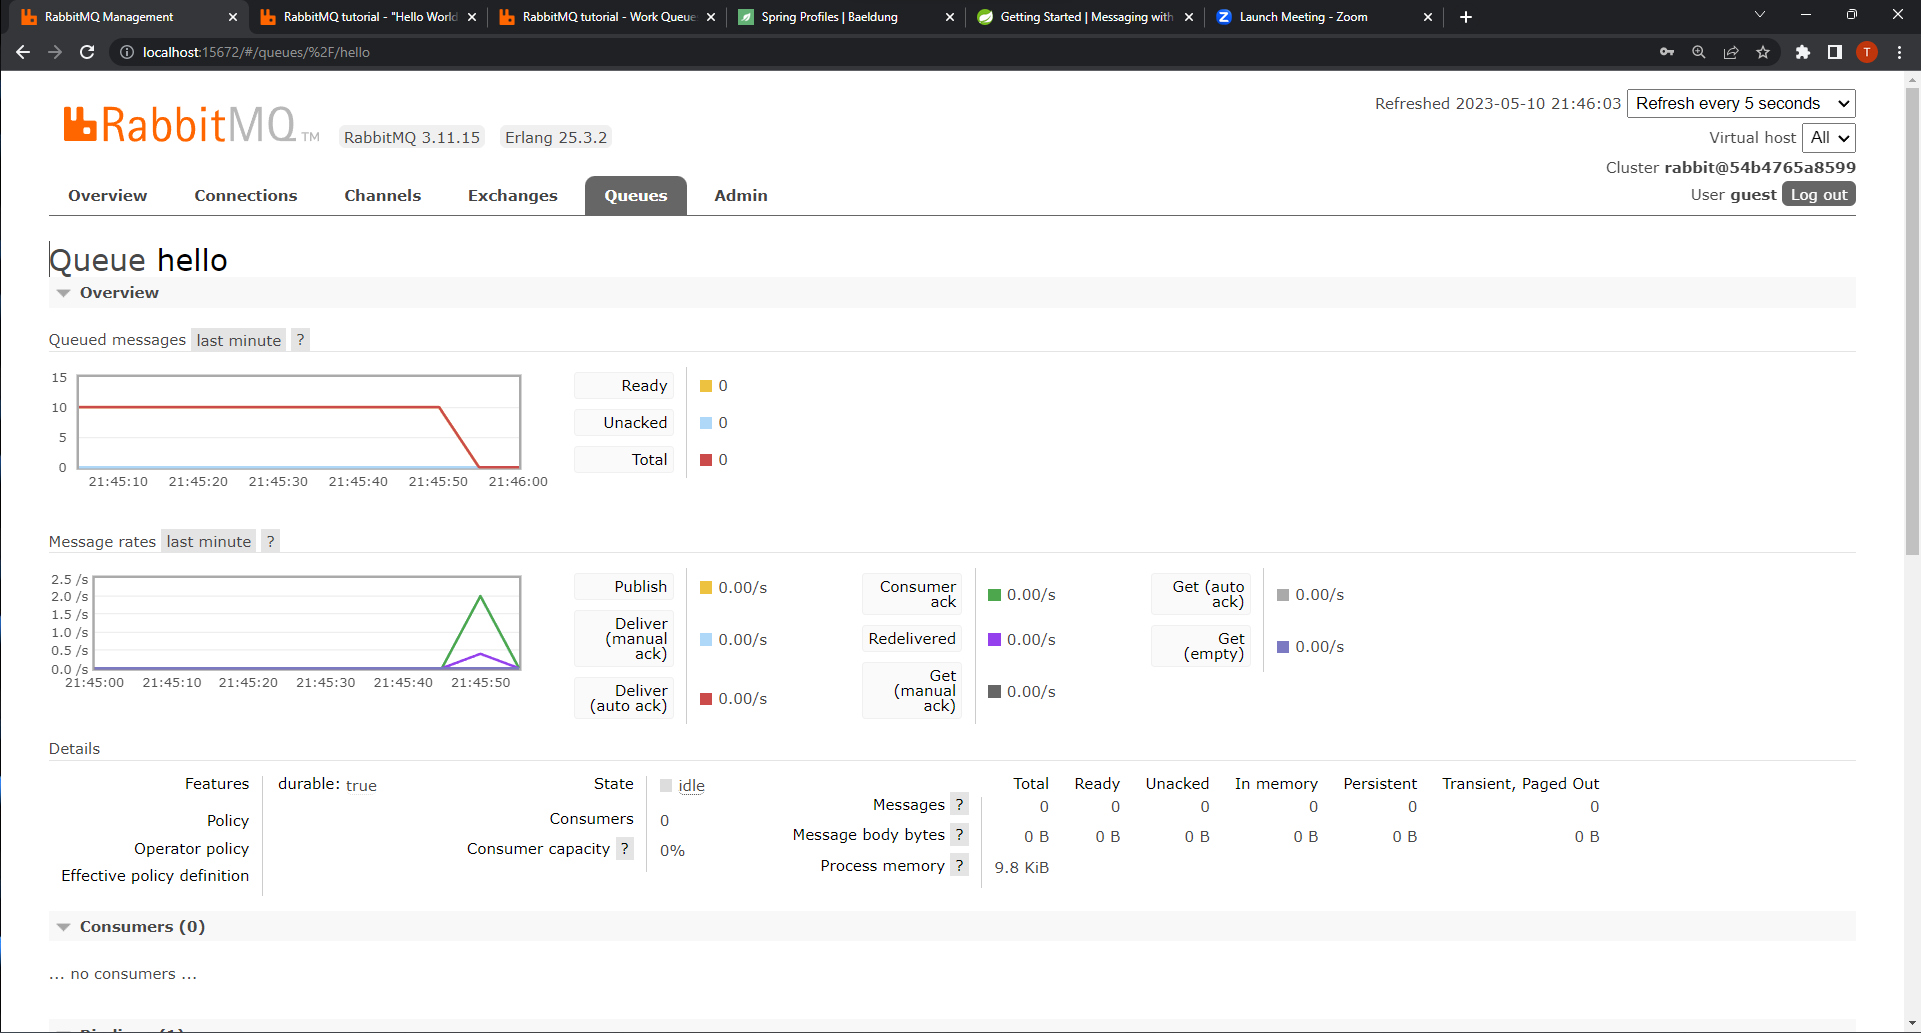 RabbitMQ Management
RabbitMQ tutorial - "Hello World
RabbitMQ tutorial - Work Queue
Spring Profiles | Baeldung
Getting Started | Messaging with
Launch Meeting - Zoom
localhost:15672/#/queues/%2F/hello
T
RabbitMQ TM
RabbitMQ 3.11.15
Erlang 25.3.2
Refreshed 2023-05-10 21:46:03
Refresh every 5 seconds
Virtual host All
Cluster rabbit@54b4765a8599
User guest Log out
Overview Connections Channels Exchanges Queues Admin
Queue hello
Overview
Queued messages last minute ?
15
10
5
0
21:45:10 21:45:20 21:45:30 21:45:40 21:45:50 21:46:00
Ready 0
Unacked 0
Total 0
Message rates last minute ?
2.5 /s
2.0 /s
1.5 /s
1.0 /s
0.5 /s
0.0 /s
21:45:00 21:45:10 21:45:20 21:45:30 21:45:40 21:45:50
Publish 0.00/s
Deliver
(manual
ack)
0.00/s
Deliver
(auto ack)
0.00/s
Consumer
ack
0.00/s
Redelivered 0.00/s
Get
(manual
ack)
0.00/s
Get (auto
ack)
0.00/s
Get
(empty)
0.00/s
Details
Features durable: true
Policy
Operator policy
Effective policy definition
State idle
Consumers 0
Consumer capacity ? 0%
Total Ready Unacked In memory Persistent Transient, Paged Out
Messages ? 0 0 0 0 0 0
Message body bytes ? 0 B 0 B 0 B 0 B 0 B 0 B
Process memory ? 9.8 KiB
Consumers (0)
... no consumers ...